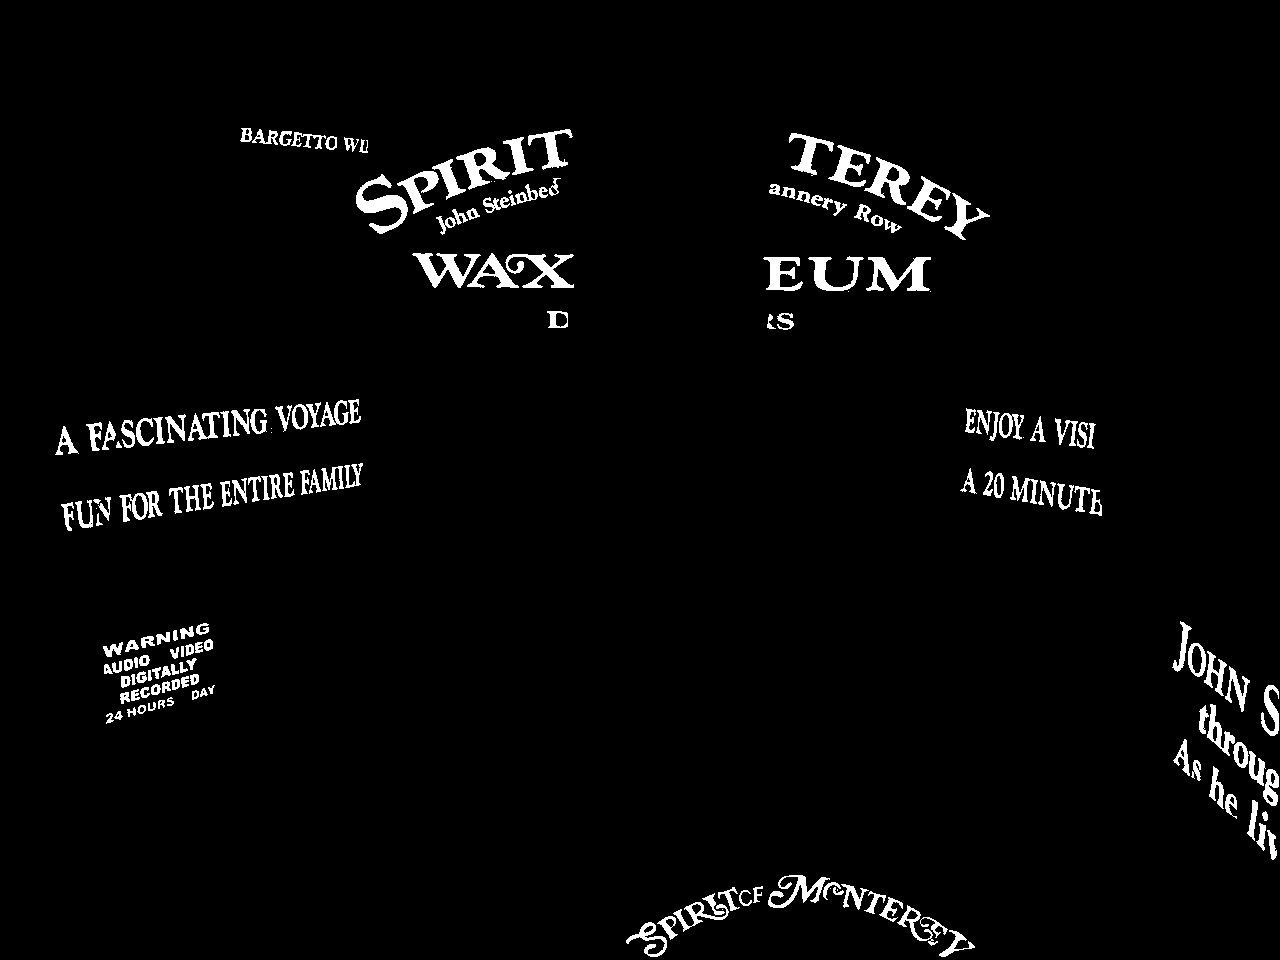 BARGETTO
SPIRIT TEREY
John annery Row
WAX EUM
A FASCINATING VOYAGE
FUN FOR THE ENTIRE FAMILY
ENJOY A VISI
A 20 MINUTE
WARNING
AUDIO VIDEO
DIGITALLY
RECORDED
24 HOURS DAY
JOHN S
throug
As he liv
SPIRIT OF MONTEREY